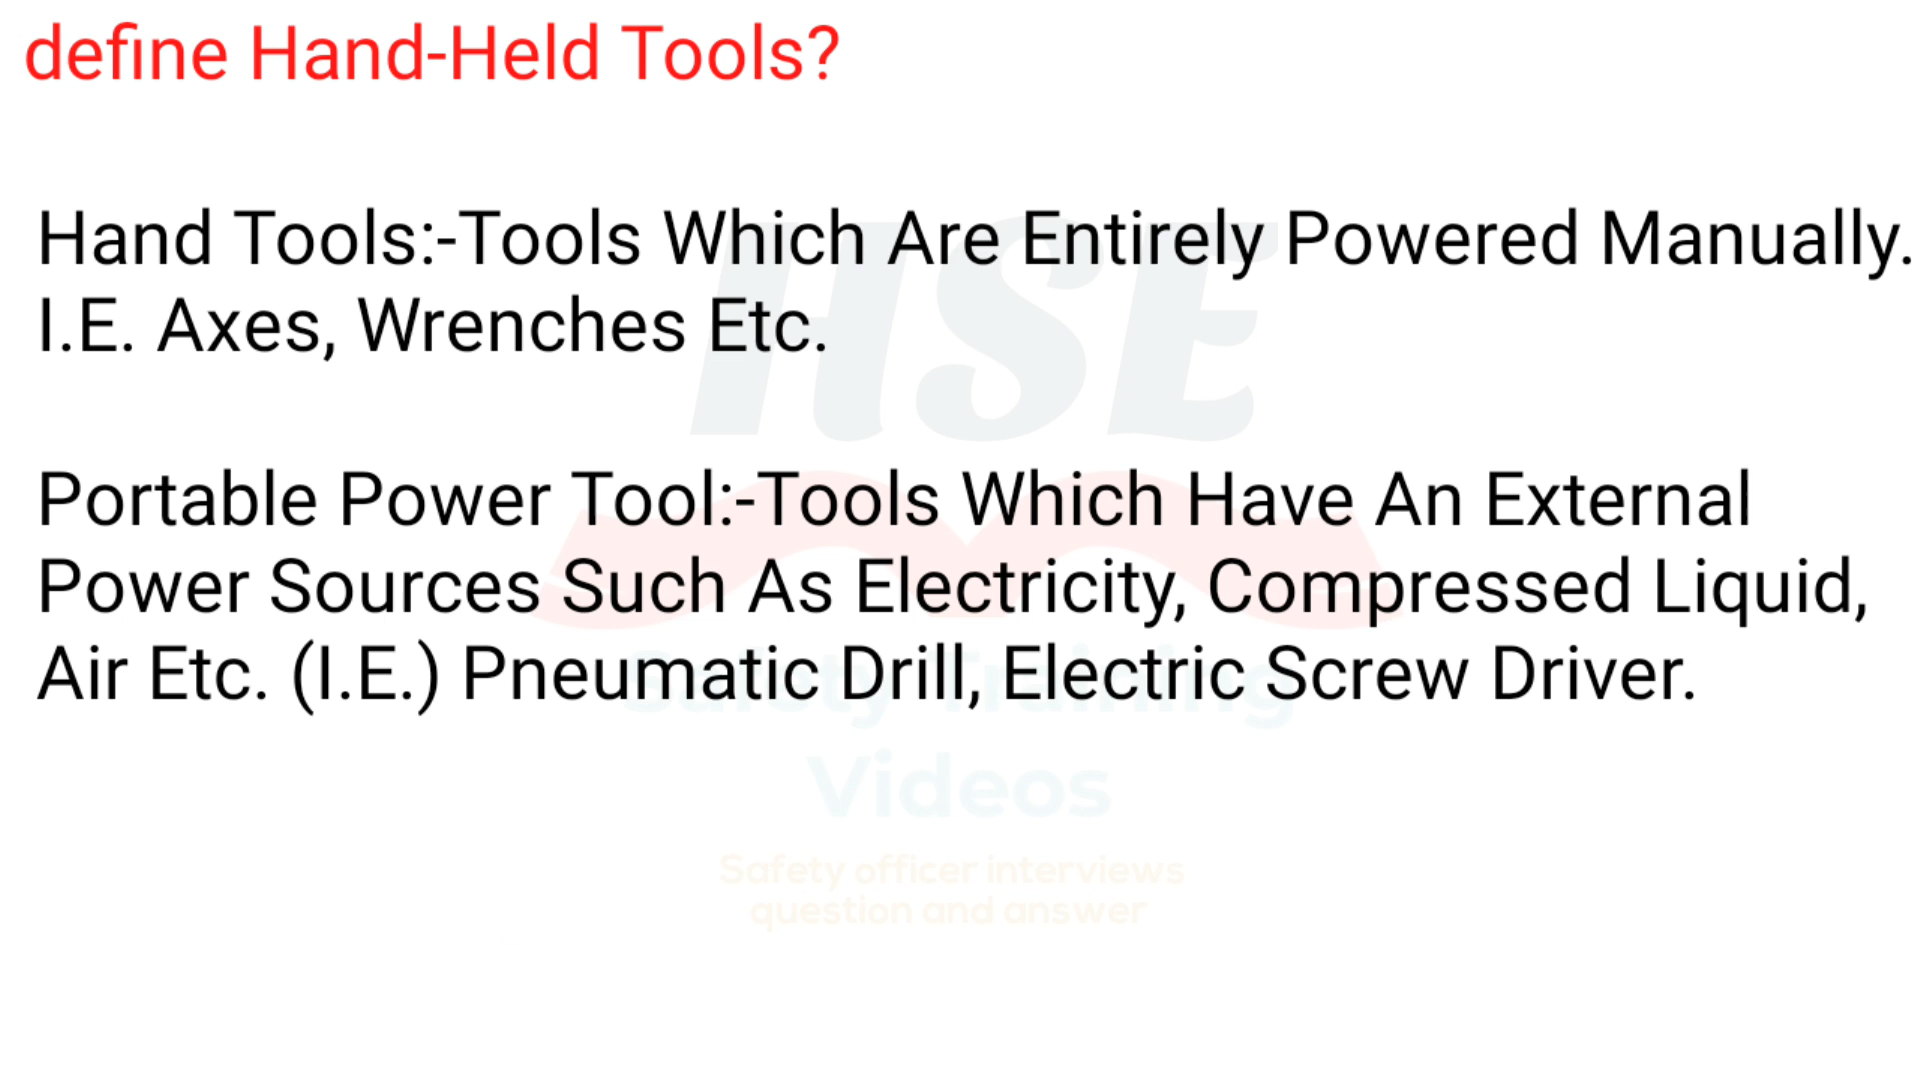 define Hand-Held Tools?
Hand Tools:-Tools Which Are Entirely Powered Manually.
I.E. Axes, Wrenches Etc.
Portable Power Tool:-Tools Which Have An External
Power Sources Such As Electricity, Compressed Liquid,
Air Etc. (I.E.) Pneumatic Drill, Electric Screw Driver.
HSE
Safety Training
Videos
Safety officer interviews
question and answer